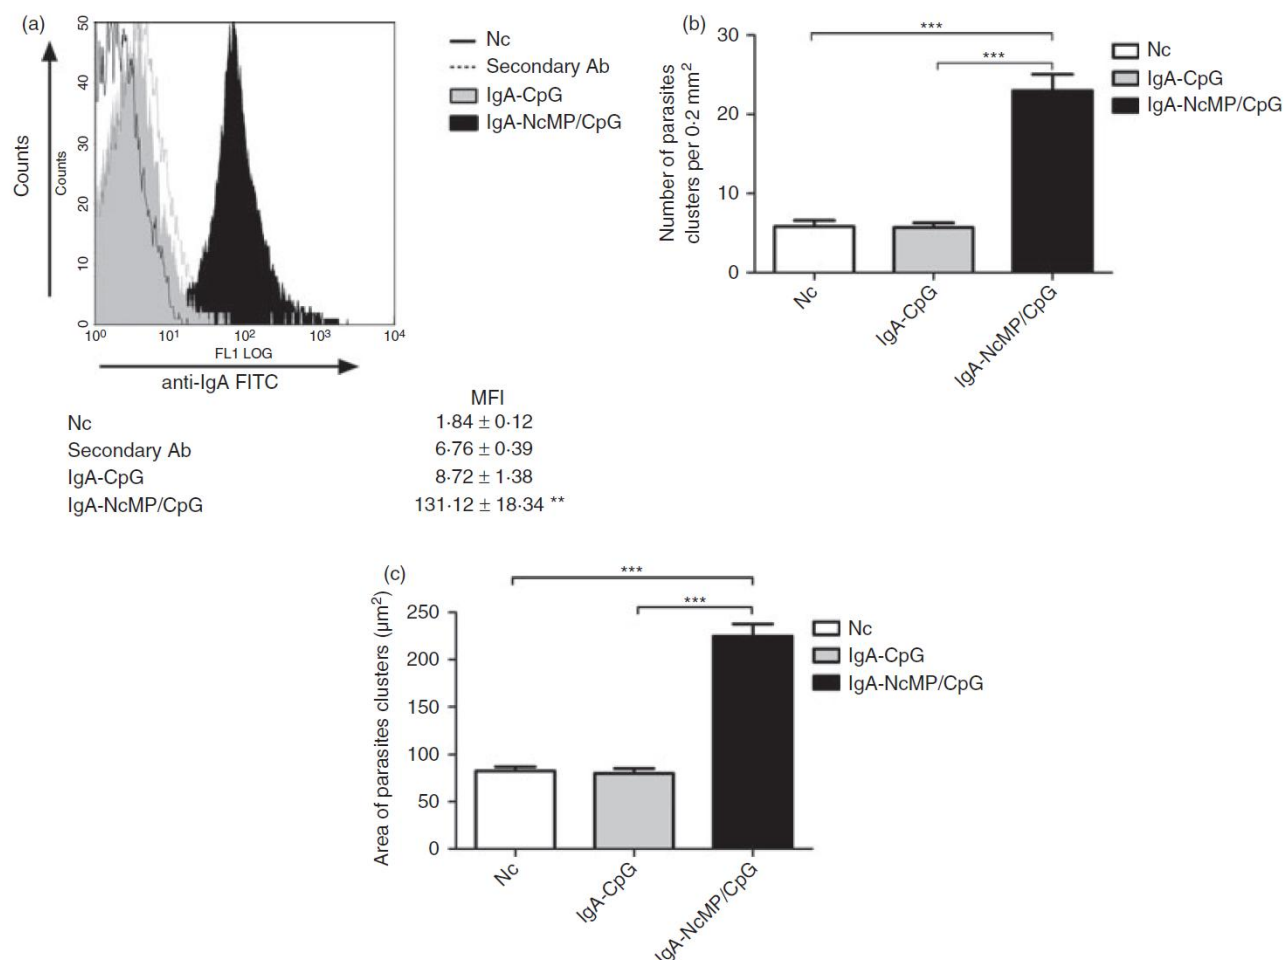 (a)
50
40
30
20
10
0
Counts
Counts
10⁰ 10¹ 10² 10³ 10⁴
FL1 LOG
anti-IgA FITC
Nc
Secondary Ab
IgA-CpG
IgA-NcMP/CpG
MFI
Nc 1·84 ± 0·12
Secondary Ab 6·76 ± 0·39
IgA-CpG 8·72 ± 1·38
IgA-NcMP/CpG 131·12 ± 18·34 **
(b)
Number of parasites
clusters per 0·2 mm²
30
20
10
0
***
***
Nc
IgA-CpG
IgA-NcMP/CpG
Nc
IgA-CpG
IgA-NcMP/CpG
(c)
Area of parasites clusters (µm²)
250
200
150
100
50
0
***
***
Nc
IgA-CpG
IgA-NcMP/CpG
Nc
IgA-CpG
IgA-NcMP/CpG